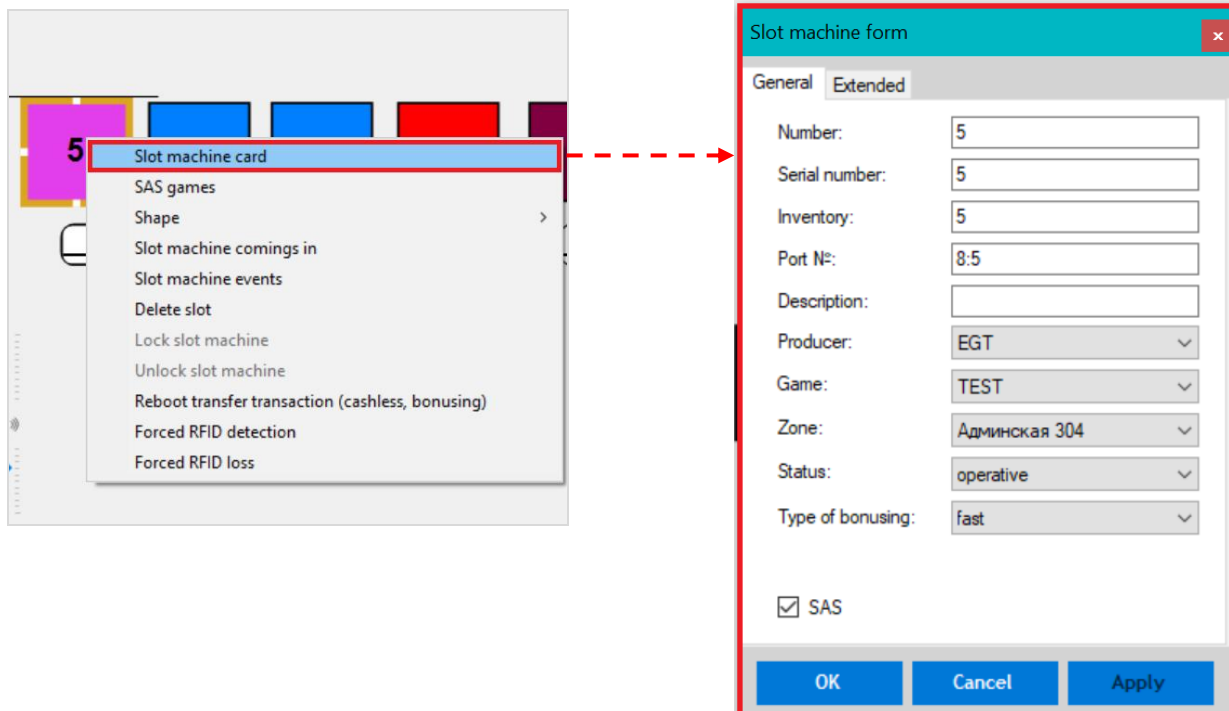 5
Slot machine card
SAS games
Shape
Slot machine comings in
Slot machine events
Delete slot
Lock slot machine
Unlock slot machine
Reboot transfer transaction (cashless, bonusing)
Forced RFID detection
Forced RFID loss
Slot machine form
x
General Extended
Number: 5
Serial number: 5
Inventory: 5
Port №: 8:5
Description:
Producer: EGT
Game: TEST
Zone: Админская 304
Status: operative
Type of bonusing: fast
SAS
OK Cancel Apply